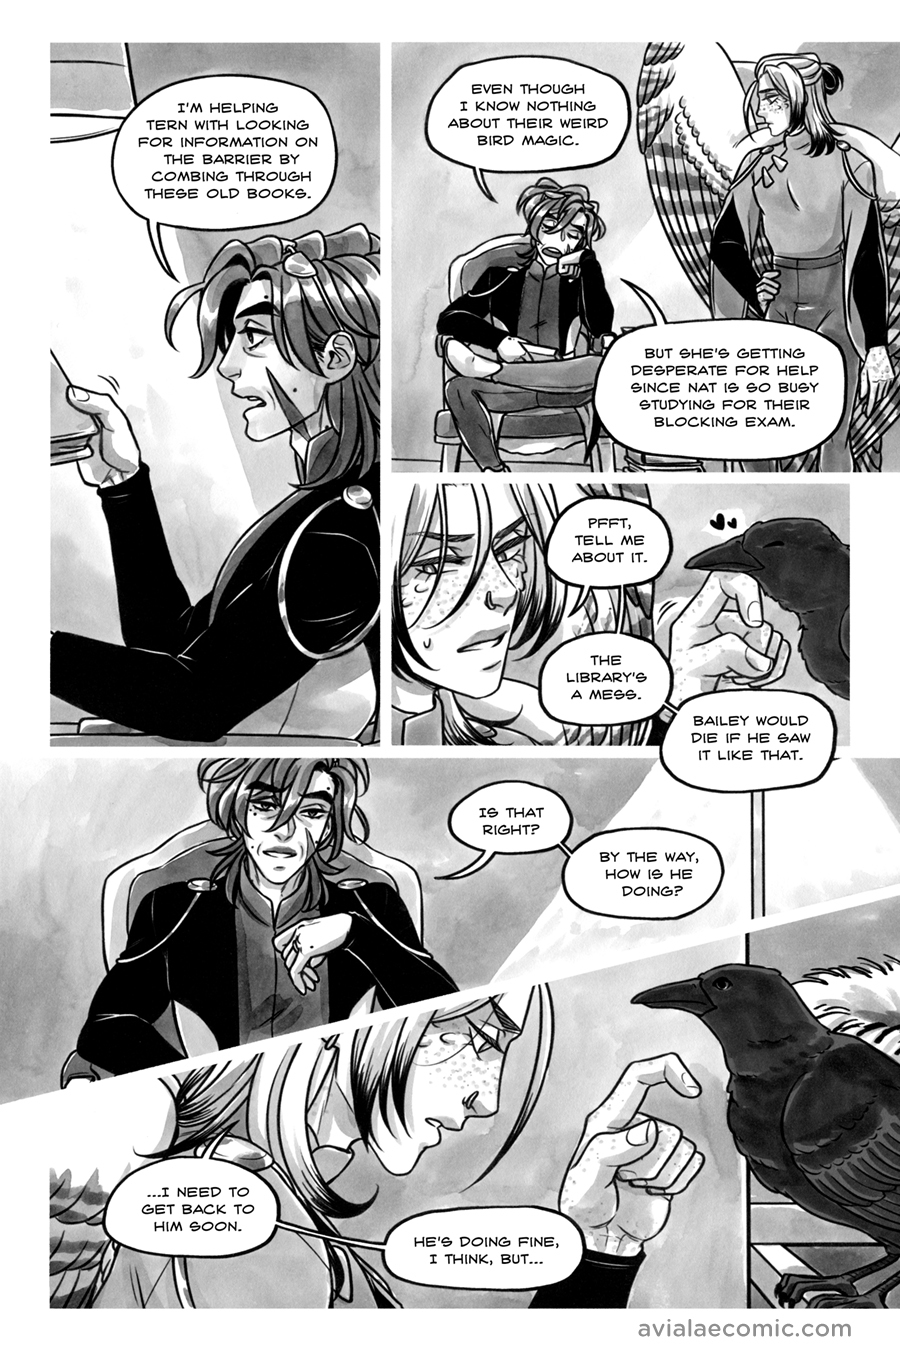 I'M HELPING
TERN WITH LOOKING
FOR INFORMATION ON
THE BARRIER BY
COMBING THROUGH
THESE OLD BOOKS.
EVEN THOUGH
I KNOW NOTHING
ABOUT THEIR WEIRD
BIRD MAGIC.
BUT SHE'S GETTING
DESPERATE FOR HELP
SINCE NAT IS SO BUSY
STUDYING FOR THEIR
BLOCKING EXAM.
PFFT,
TELL ME
ABOUT IT.
THE
LIBRARY'S
A MESS.
BAILEY WOULD
DIE IF HE SAW
IT LIKE THAT.
IS THAT
RIGHT?
BY THE WAY,
HOW IS HE
DOING?
...I NEED TO
GET BACK TO
HIM SOON.
HE'S DOING FINE,
I THINK, BUT...
avialaecomic.com